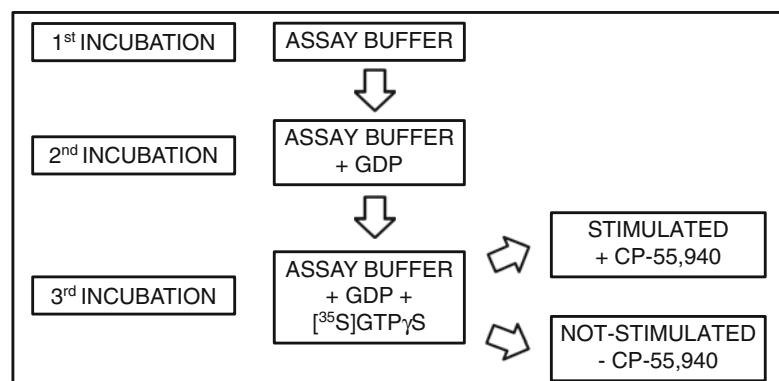 1st INCUBATION
ASSAY BUFFER
2nd INCUBATION
ASSAY BUFFER
+ GDP
3rd INCUBATION
ASSAY BUFFER
+ GDP +
[35S]GTPγS
STIMULATED
+ CP-55,940
NOT-STIMULATED
- CP-55,940